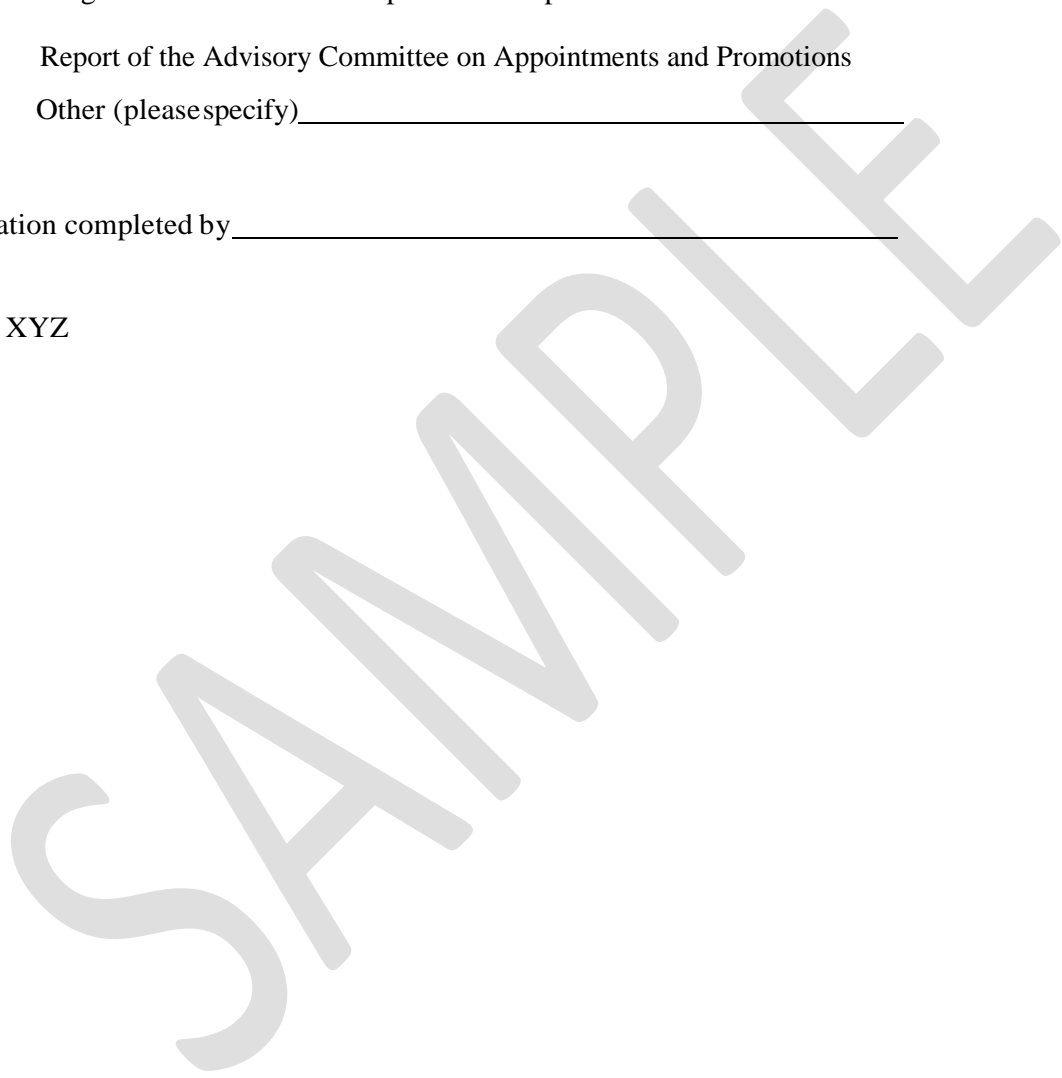 Report of the Advisory Committee on Appointments and Promotions
Other (please specify)
ation completed by
XYZ
SAMPLE